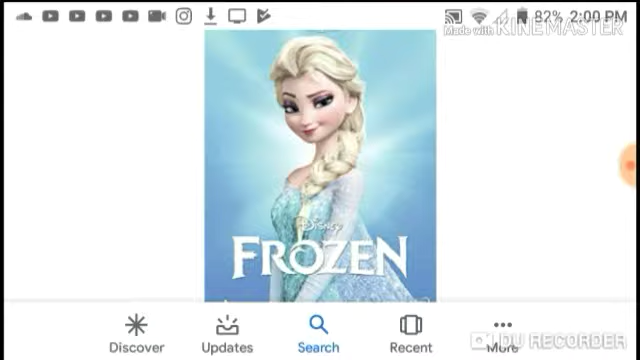 82% 2:00 PM
Made with KINEMASTER
Disney
FROZEN
Discover Updates Search Recent More
DU RECORDER